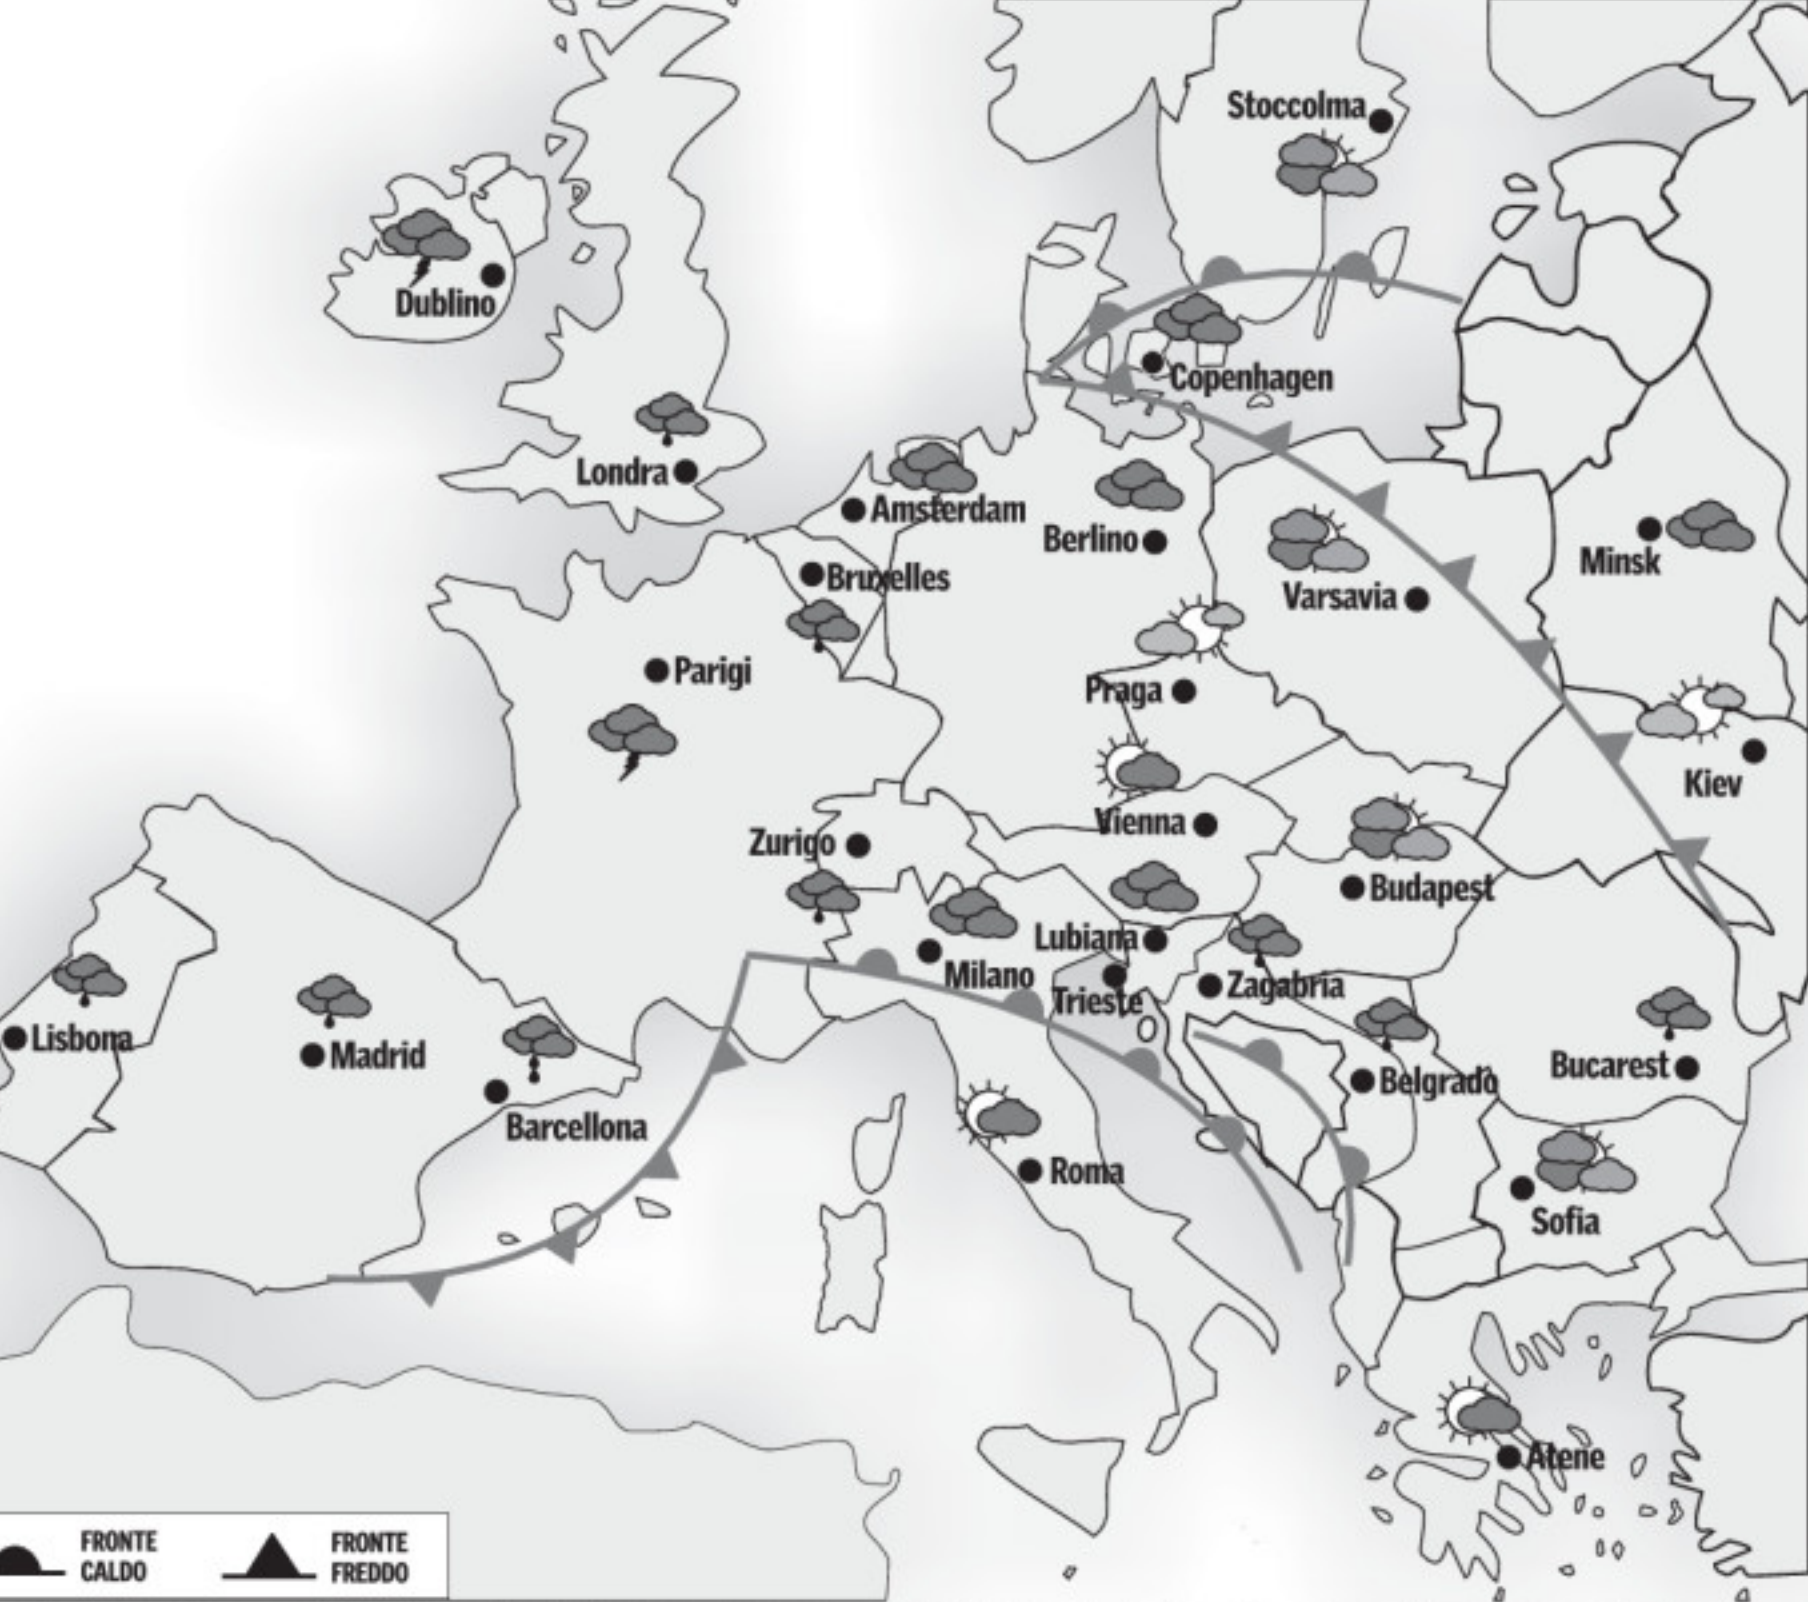 Stoccolma
Dublino
Copenhagen
Londra
Amsterdam
Berlino
Minsk
Bruxelles
Varsavia
Parigi
Praga
Kiev
Vienna
Zurigo
Budapest
Lubiana
Milano
Trieste
Zagabria
Lisbona
Madrid
Belgrado
Bucarest
Barcellona
Roma
Sofia
Atene
FRONTE
CALDO
FRONTE
FREDDO